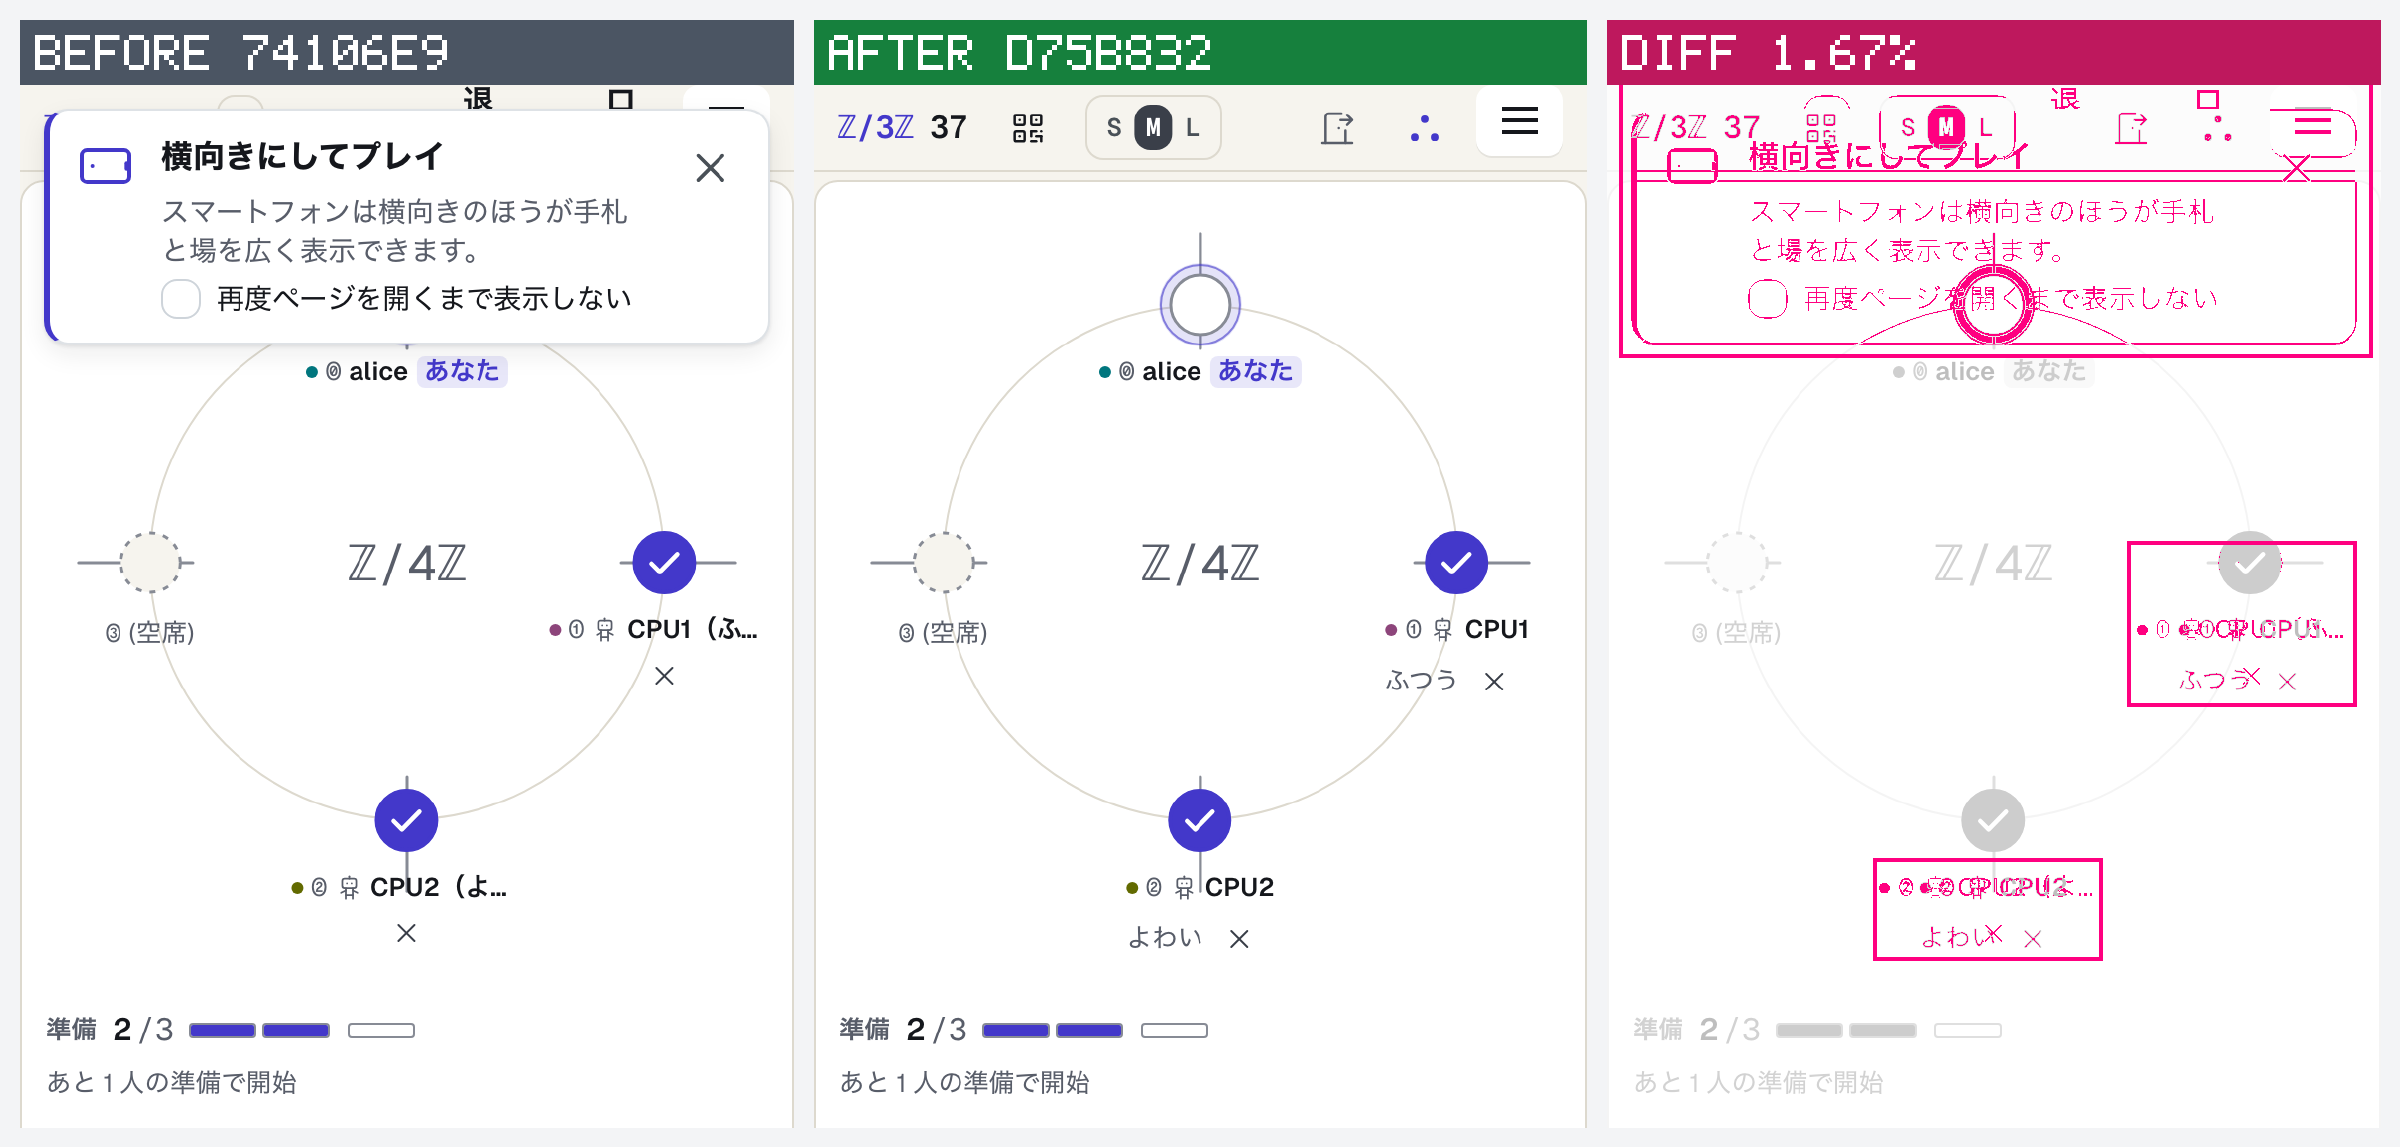 BEFORE 74106E9
退
横向きにしてプレイ
スマートフォンは横向きのほうが手札
と場を広く表示できます。
再度ページを開くまで表示しない
⓪ alice あなた
ℤ/4ℤ
③ (空席)
① CPU1（ふ…
② CPU2（よ…
準備 2/3
あと1人の準備で開始
AFTER D75B832
ℤ/3ℤ 37 S M L
⓪ alice あなた
ℤ/4ℤ
③ (空席)
① CPU1
ふつう
② CPU2
よわい
準備 2/3
あと1人の準備で開始
DIFF 1.67%
退
ℤ/3ℤ 37 S M L
横向きにしてプレイ
スマートフォンは横向きのほうが手札
と場を広く表示できます。
再度ページを開くまで表示しない
⓪ alice あなた
ℤ/4ℤ
③ (空席)
ふつう
よわい
準備 2/3
あと1人の準備で開始